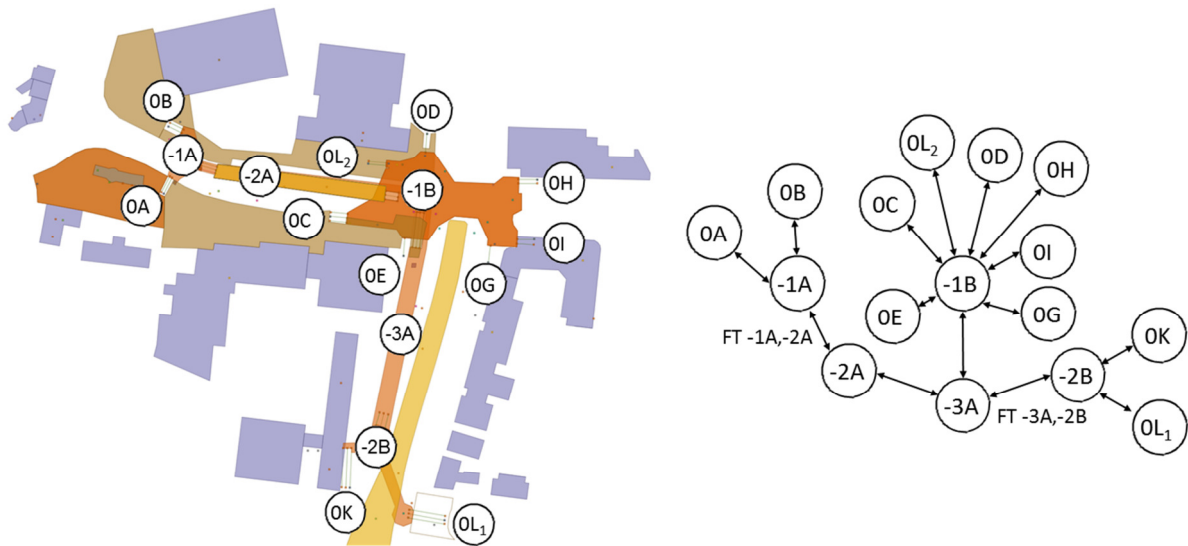 0B
0D
-1A
0L₂
-2A
0H
-1B
0A
0C
0I
0E
0G
-3A
-2B
0K
0L₁
0L₂
0D
0H
0B
0C
0A
0I
-1A
-1B
0E
0G
FT -1A,-2A
0K
-2A
-2B
-3A
FT -3A,-2B
0L₁